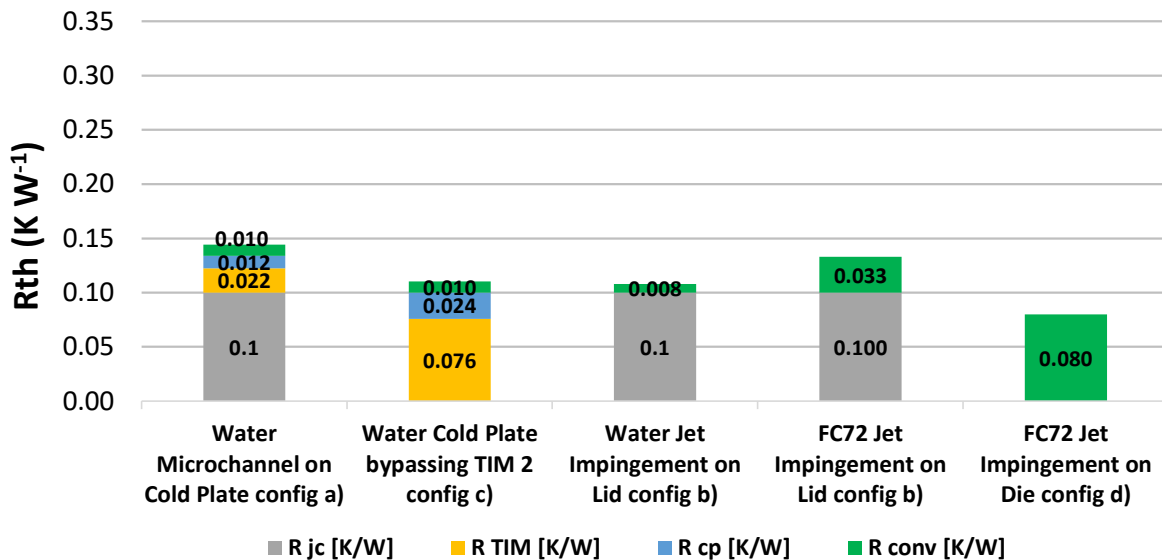 0.35
0.30
0.25
0.20
0.15
0.10
0.05
0.00
Rth (K W⁻¹)
0.010
0.012
0.022
0.1
0.010
0.024
0.076
0.008
0.1
0.033
0.100
0.080
Water
Microchannel on
Cold Plate config a)
Water Cold Plate
bypassing TIM 2
config c)
Water Jet
Impingement on
Lid config b)
FC72 Jet
Impingement on
Lid config b)
FC72 Jet
Impingement on
Die config d)
R jc [K/W]
R TIM [K/W]
R cp [K/W]
R conv [K/W]